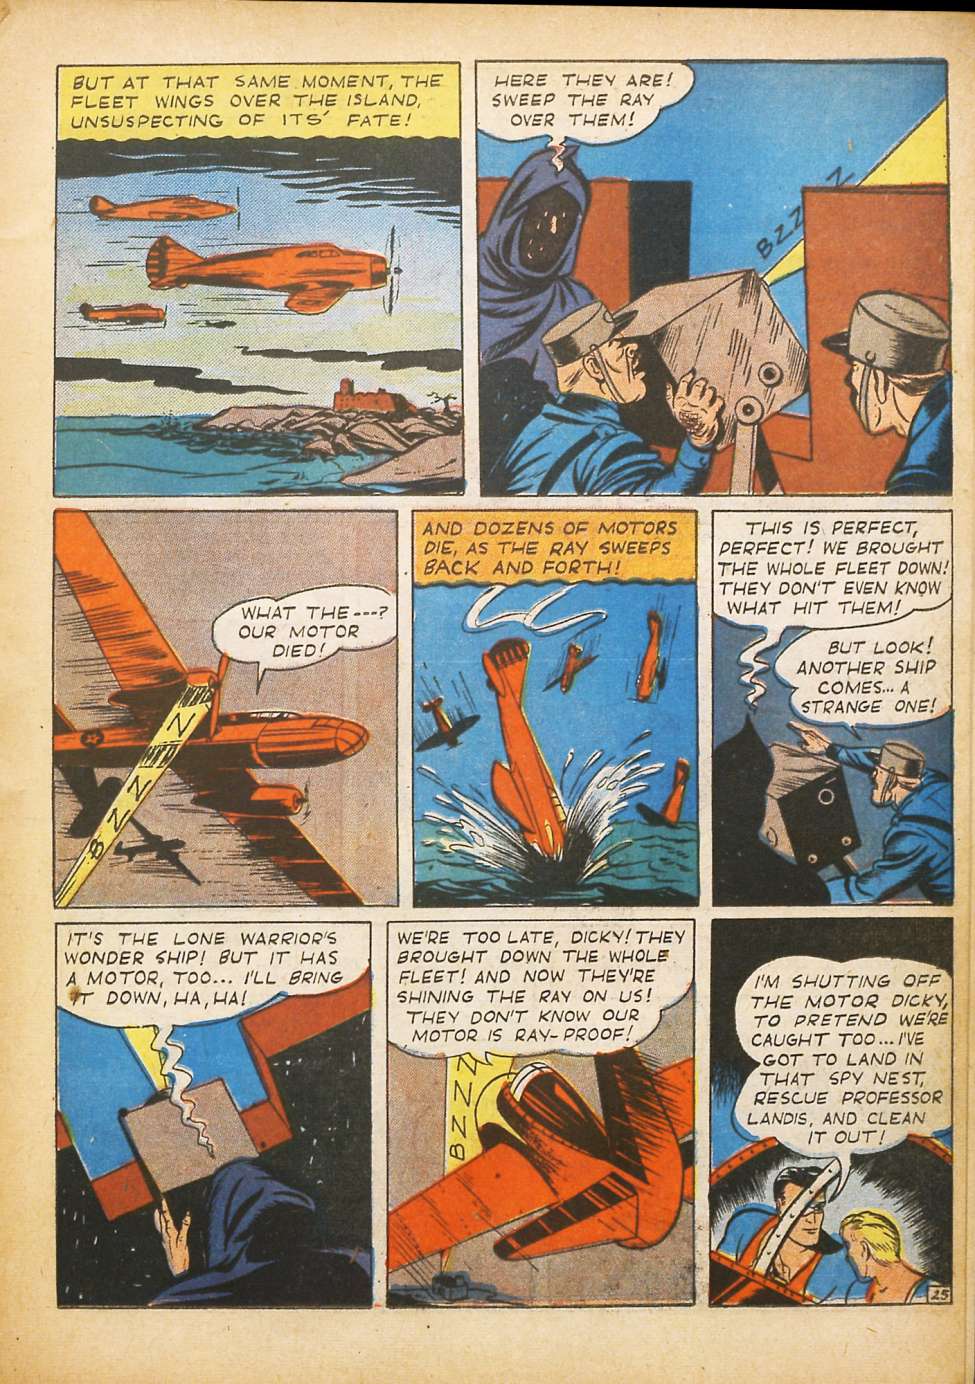 BUT AT THAT SAME MOMENT, THE
FLEET WINGS OVER THE ISLAND,
UNSUSPECTING OF ITS' FATE!
HERE THEY ARE!
SWEEP THE RAY
OVER THEM!
BZZZZ
WHAT THE---?
OUR MOTOR
DIED!
BZZZZ
AND DOZENS OF MOTORS
DIE, AS THE RAY SWEEPS
BACK AND FORTH!
THIS IS PERFECT,
PERFECT! WE BROUGHT
THE WHOLE FLEET DOWN!
THEY DON'T EVEN KNOW
WHAT HIT THEM!
BUT LOOK!
ANOTHER SHIP
COMES... A
STRANGE ONE!
IT'S THE LONE WARRIOR'S
WONDER SHIP! BUT IT HAS
A MOTOR, TOO... I'LL BRING
IT DOWN, HA, HA!
WE'RE TOO LATE, DICKY! THEY
BROUGHT DOWN THE WHOLE
FLEET! AND NOW THEY'RE
SHINING THE RAY ON US!
THEY DON'T KNOW OUR
MOTOR IS RAY-PROOF!
BZZZZ
I'M SHUTTING OFF
THE MOTOR DICKY,
TO PRETEND WE'RE
CAUGHT TOO... I'VE
GOT TO LAND IN
THAT SPY NEST,
RESCUE PROFESSOR
LANDIS, AND CLEAN
IT OUT!
25